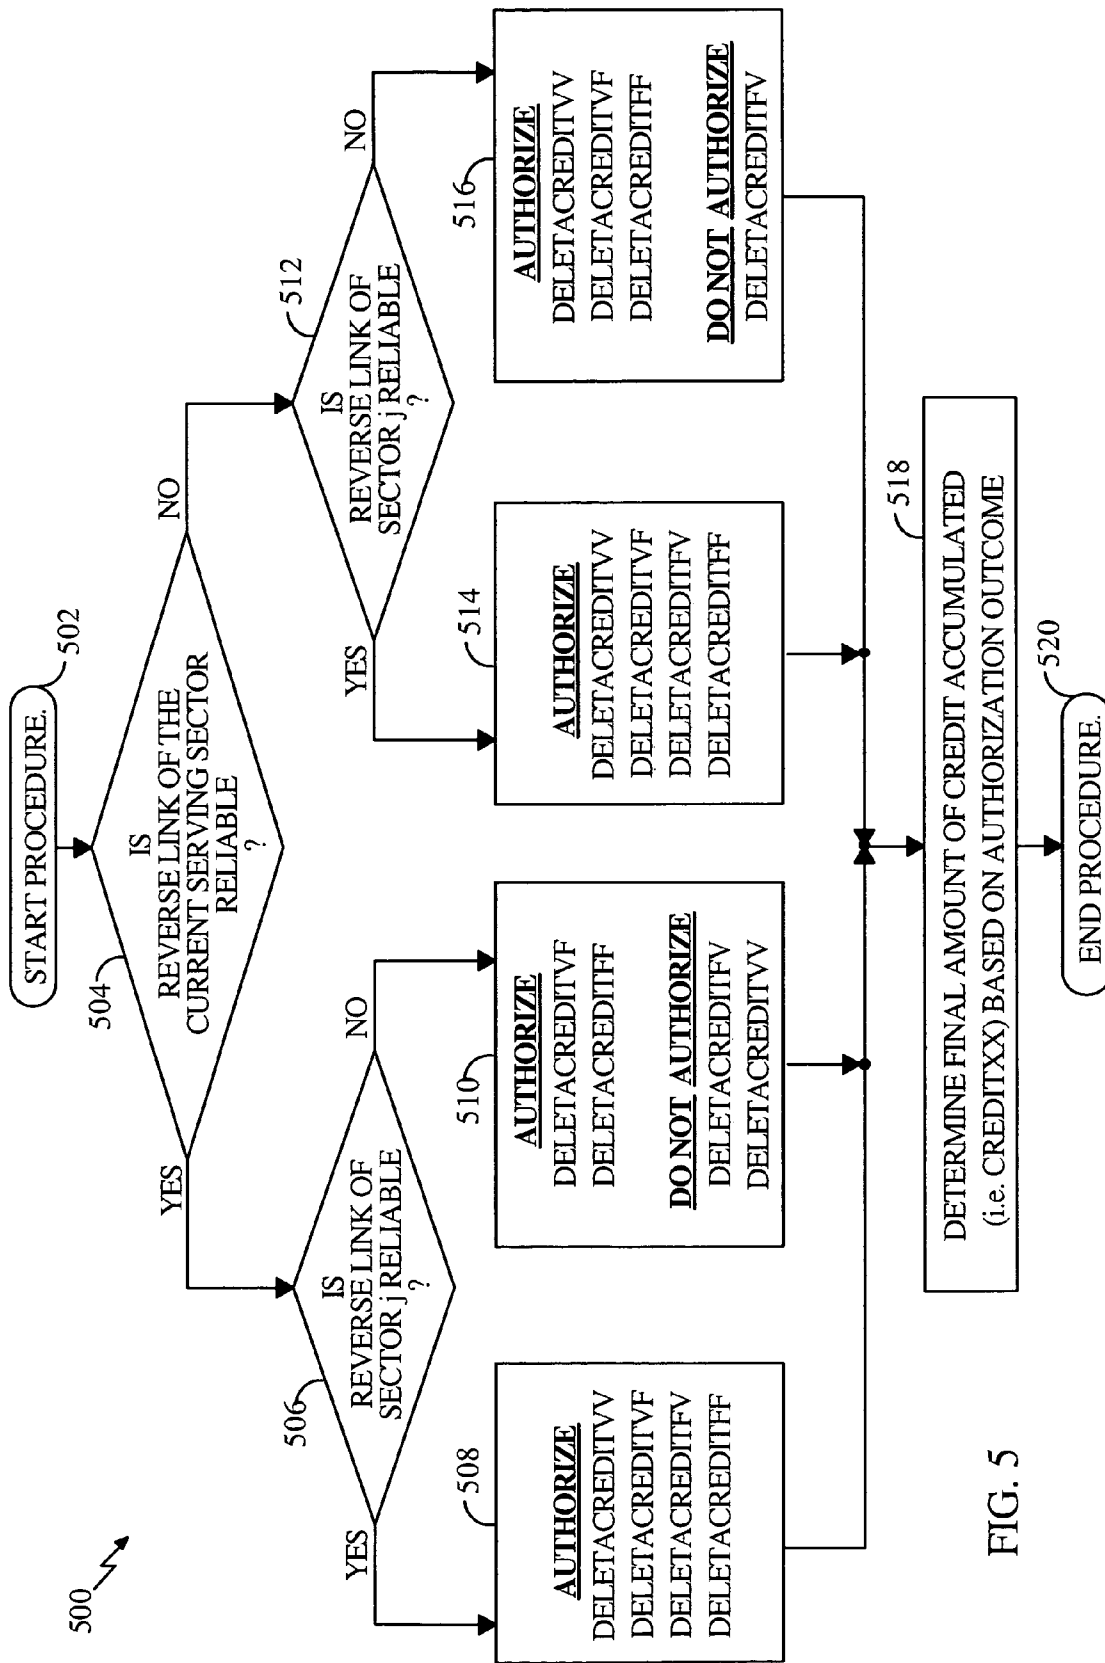 500
START PROCEDURE.
502
504
IS
REVERSE LINK OF THE
CURRENT SERVING SECTOR
RELIABLE
?
YES
NO
506
IS
REVERSE LINK OF
SECTOR j RELIABLE
?
YES
NO
512
IS
REVERSE LINK OF
SECTOR j RELIABLE
?
YES
NO
508
AUTHORIZE
DELETACREDITVV
DELETACREDITVF
DELETACREDITFV
DELETACREDITFF
510
AUTHORIZE
DELETACREDITVF
DELETACREDITFF
DO NOT AUTHORIZE
DELETACREDITFV
DELETACREDITVV
514
AUTHORIZE
DELETACREDITVV
DELETACREDITVF
DELETACREDITFV
DELETACREDITFF
516
AUTHORIZE
DELETACREDITVV
DELETACREDITVF
DELETACREDITFF
DO NOT AUTHORIZE
DELETACREDITFV
518
DETERMINE FINAL AMOUNT OF CREDIT ACCUMULATED
(i.e. CREDITXX) BASED ON AUTHORIZATION OUTCOME
520
END PROCEDURE.
FIG. 5